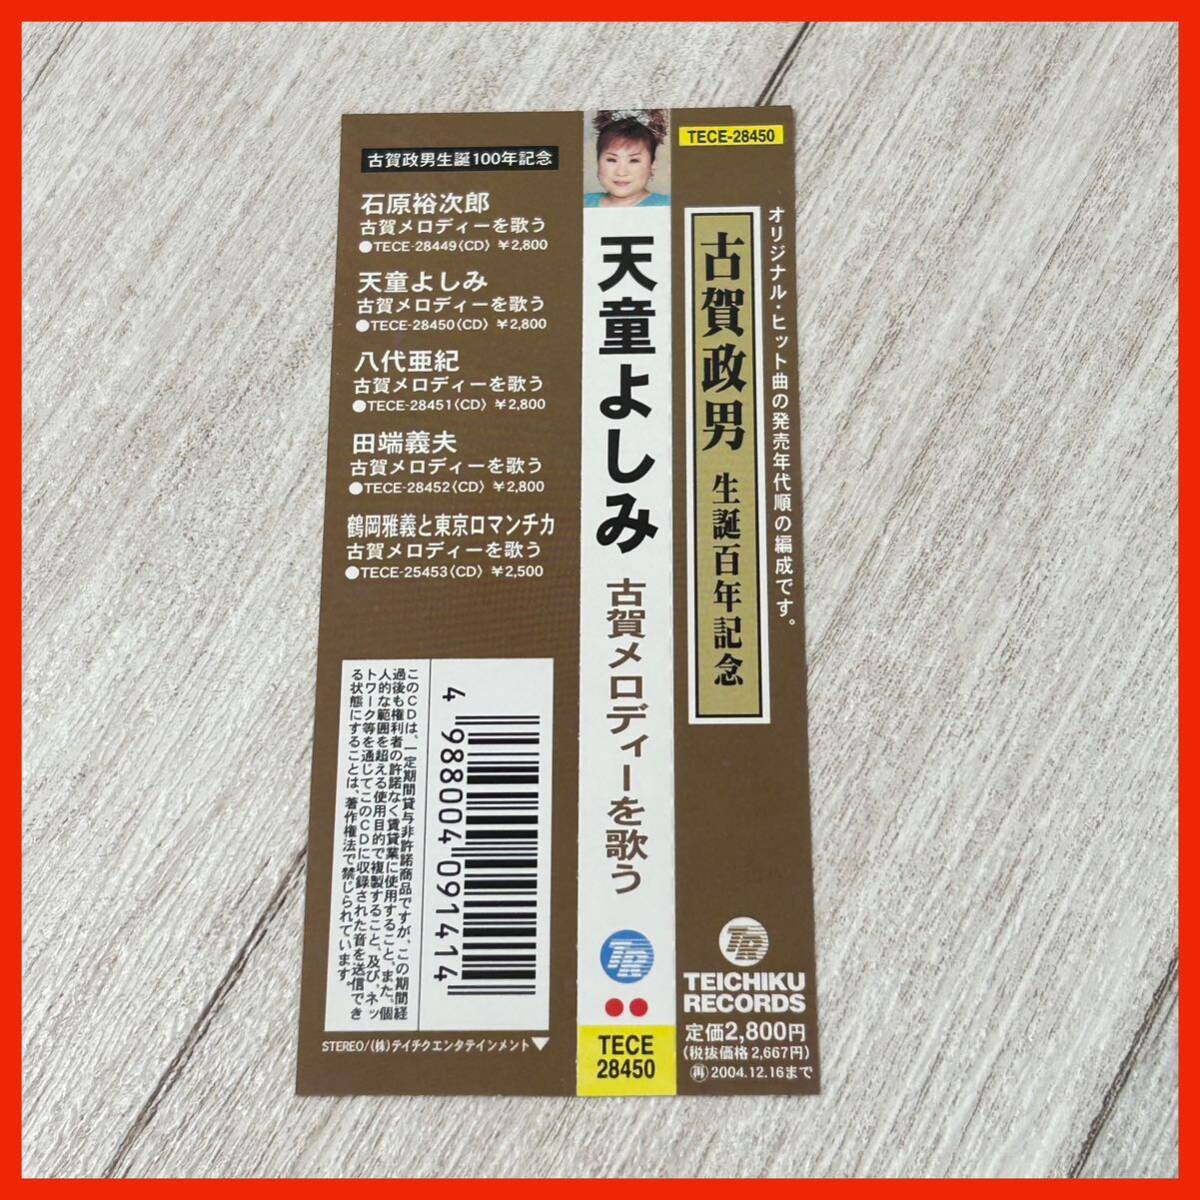 古賀政男生誕100年記念
石原裕次郎
古賀メロディーを歌う
●TECE-28449〈CD〉 ¥2,800
天童よしみ
古賀メロディーを歌う
●TECE-28450〈CD〉 ¥2,800
八代亜紀
古賀メロディーを歌う
●TECE-28451〈CD〉 ¥2,800
田端義夫
古賀メロディーを歌う
●TECE-28452〈CD〉 ¥2,800
鶴岡雅義と東京ロマンチカ
古賀メロディーを歌う
●TECE-25453〈CD〉 ¥2,500
このCDは、一定期間貸与非許諾商品ですが、この期間経
過後も権利者の許諾なく賃貸業に使用すること、また、個
人的な範囲を超える使用目的で複製すること、及び、ネッ
トワーク等を通じてこのCDに収録された音を送信でき
る状態にすることは、著作権法で禁じられています。
4 988004 091414
STEREO/(株)テイチクエンタテインメント▼
天童よしみ 古賀メロディーを歌う
TR
TECE
28450
TECE-28450
オリジナル・ヒット曲の発売年代順の編成です。
古賀政男 生誕百年記念
TR
TEICHIKU
RECORDS
定価2,800円
(税抜価格2,667円)
再 2004.12.16まで